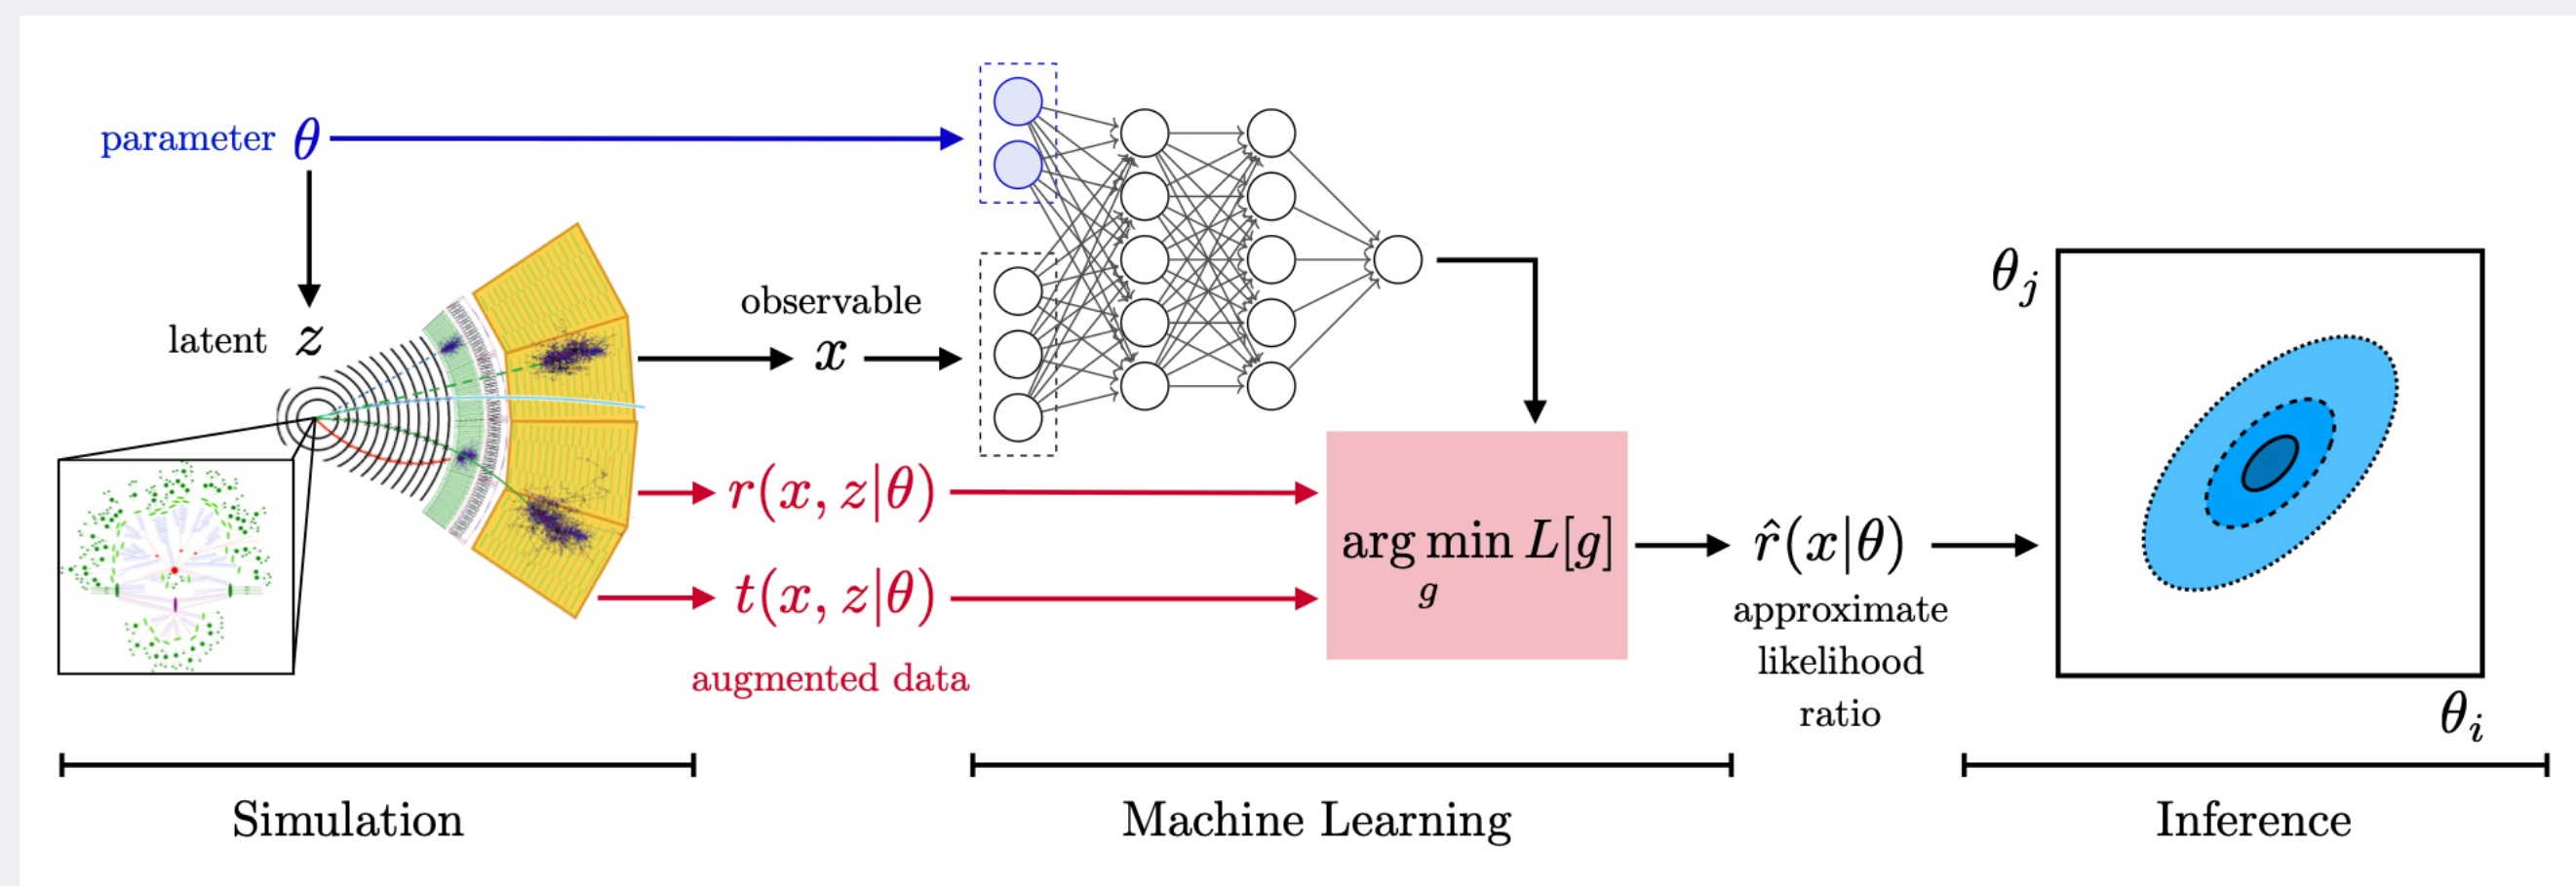 parameter θ
latent z
observable
x
r(x, z|θ)
t(x, z|θ)
augmented data
arg min L[g]
g
r̂(x|θ)
approximate
likelihood
ratio
θj
θi
Simulation
Machine Learning
Inference